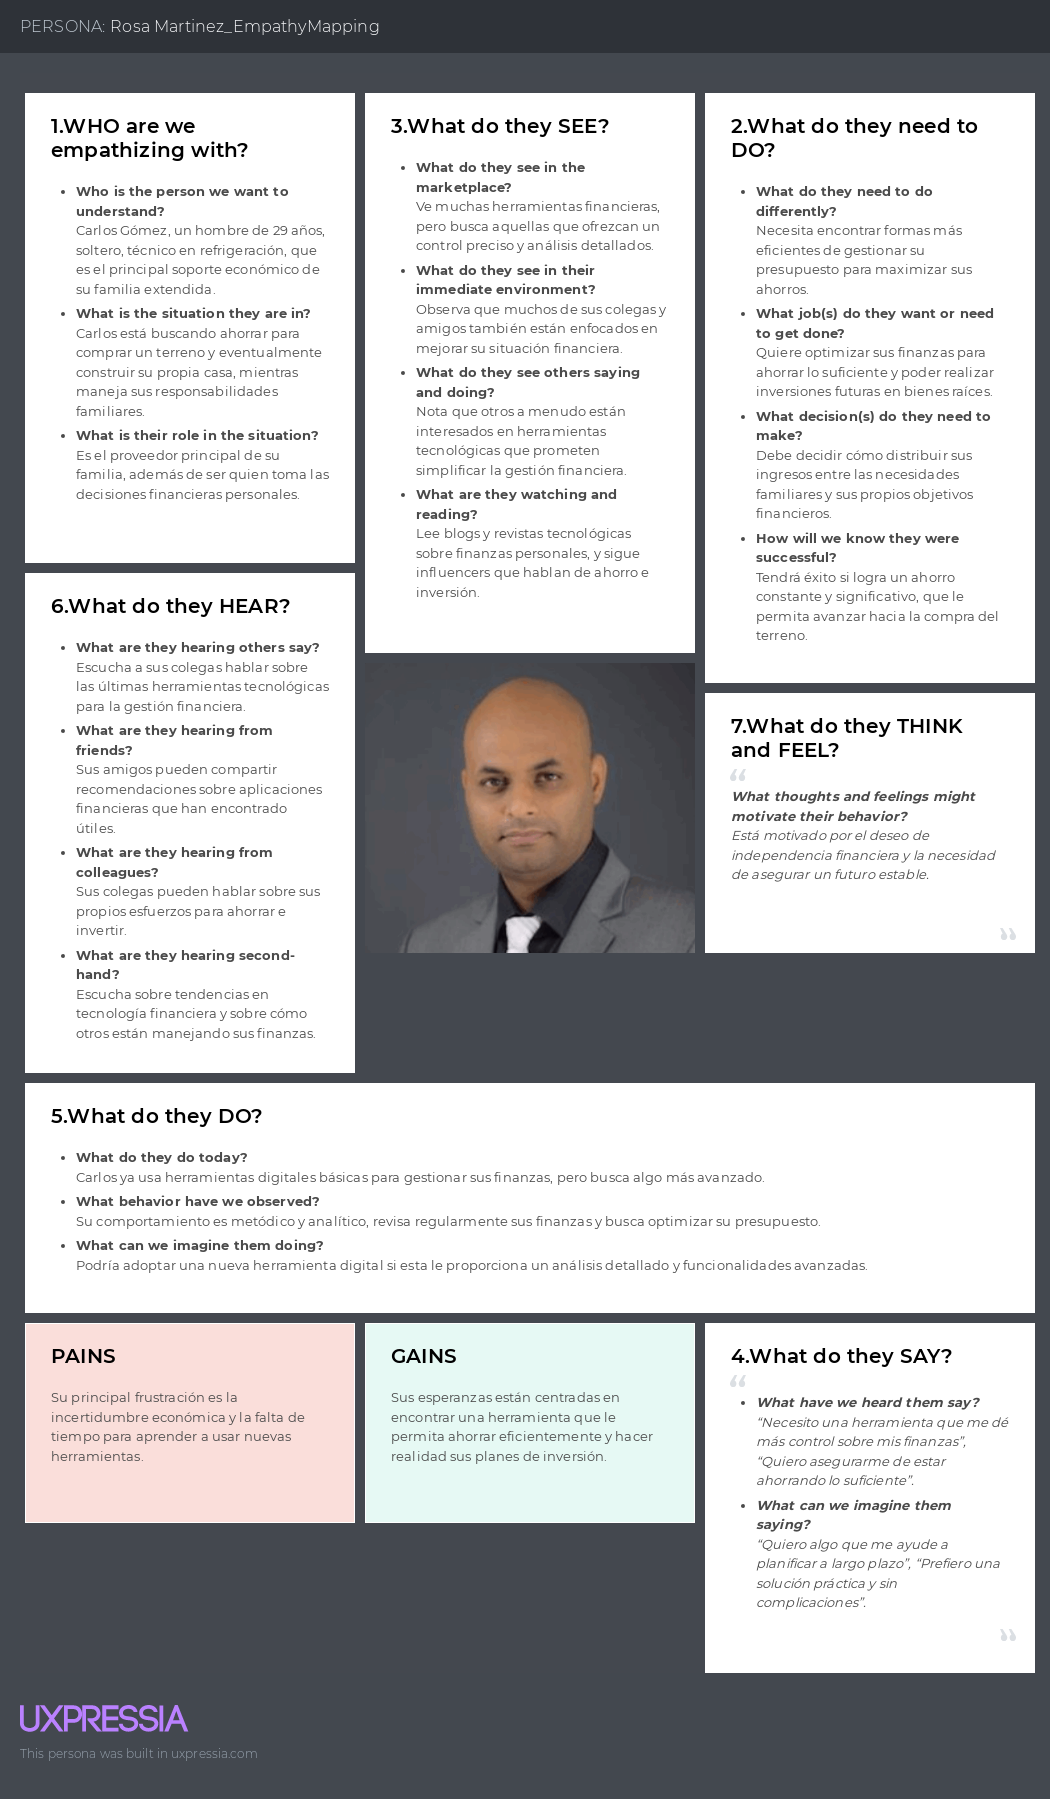 PERSONA: Rosa Martinez_EmpathyMapping
1.WHO are we
empathizing with?
• Who is the person we want to
understand?
Carlos Gómez, un hombre de 29 años,
soltero, técnico en refrigeración, que
es el principal soporte económico de
su familia extendida.
• What is the situation they are in?
Carlos está buscando ahorrar para
comprar un terreno y eventualmente
construir su propia casa, mientras
maneja sus responsabilidades
familiares.
• What is their role in the situation?
Es el proveedor principal de su
familia, además de ser quien toma las
decisiones financieras personales.
3.What do they SEE?
• What do they see in the
marketplace?
Ve muchas herramientas financieras,
pero busca aquellas que ofrezcan un
control preciso y análisis detallados.
• What do they see in their
immediate environment?
Observa que muchos de sus colegas y
amigos también están enfocados en
mejorar su situación financiera.
• What do they see others saying
and doing?
Nota que otros a menudo están
interesados en herramientas
tecnológicas que prometen
simplificar la gestión financiera.
• What are they watching and
reading?
Lee blogs y revistas tecnológicas
sobre finanzas personales, y sigue
influencers que hablan de ahorro e
inversión.
2.What do they need to
DO?
• What do they need to do
differently?
Necesita encontrar formas más
eficientes de gestionar su
presupuesto para maximizar sus
ahorros.
• What job(s) do they want or need
to get done?
Quiere optimizar sus finanzas para
ahorrar lo suficiente y poder realizar
inversiones futuras en bienes raíces.
• What decision(s) do they need to
make?
Debe decidir cómo distribuir sus
ingresos entre las necesidades
familiares y sus propios objetivos
financieros.
• How will we know they were
successful?
Tendrá éxito si logra un ahorro
constante y significativo, que le
permita avanzar hacia la compra del
terreno.
6.What do they HEAR?
• What are they hearing others say?
Escucha a sus colegas hablar sobre
las últimas herramientas tecnológicas
para la gestión financiera.
• What are they hearing from
friends?
Sus amigos pueden compartir
recomendaciones sobre aplicaciones
financieras que han encontrado
útiles.
• What are they hearing from
colleagues?
Sus colegas pueden hablar sobre sus
propios esfuerzos para ahorrar e
invertir.
• What are they hearing second-
hand?
Escucha sobre tendencias en
tecnología financiera y sobre cómo
otros están manejando sus finanzas.
7.What do they THINK
and FEEL?
“
What thoughts and feelings might
motivate their behavior?
Está motivado por el deseo de
independencia financiera y la necesidad
de asegurar un futuro estable.
”
5.What do they DO?
• What do they do today?
Carlos ya usa herramientas digitales básicas para gestionar sus finanzas, pero busca algo más avanzado.
• What behavior have we observed?
Su comportamiento es metódico y analítico, revisa regularmente sus finanzas y busca optimizar su presupuesto.
• What can we imagine them doing?
Podría adoptar una nueva herramienta digital si esta le proporciona un análisis detallado y funcionalidades avanzadas.
PAINS
Su principal frustración es la
incertidumbre económica y la falta de
tiempo para aprender a usar nuevas
herramientas.
GAINS
Sus esperanzas están centradas en
encontrar una herramienta que le
permita ahorrar eficientemente y hacer
realidad sus planes de inversión.
4.What do they SAY?
“
• What have we heard them say?
“Necesito una herramienta que me dé
más control sobre mis finanzas”,
“Quiero asegurarme de estar
ahorrando lo suficiente”.
• What can we imagine them
saying?
“Quiero algo que me ayude a
planificar a largo plazo”, “Prefiero una
solución práctica y sin
complicaciones”.
”
UXPRESSIA
This persona was built in uxpressia.com